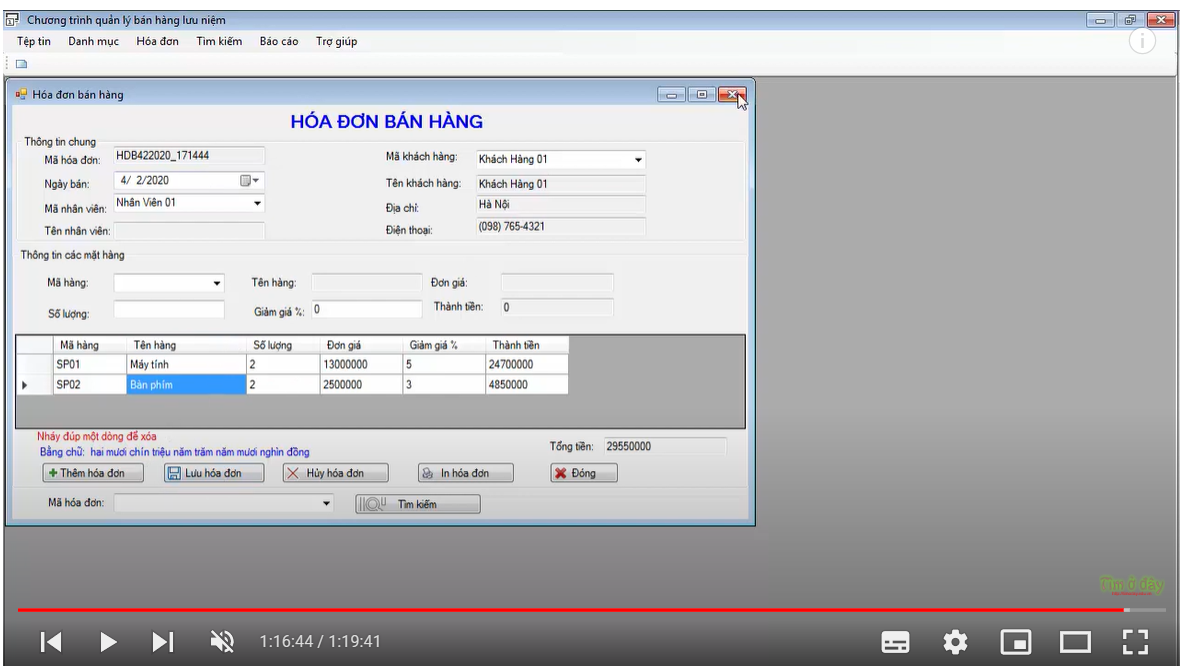 Chương trình quản lý bán hàng lưu niệm
Tệp tin Danh mục Hóa đơn Tìm kiếm Báo cáo Trợ giúp
Hóa đơn bán hàng
HÓA ĐƠN BÁN HÀNG
Thông tin chung
Mã hóa đơn: HDB422020_171444
Mã khách hàng: Khách Hàng 01
Ngày bán: 4/ 2/2020
Tên khách hàng: Khách Hàng 01
Mã nhân viên: Nhân Viên 01
Địa chỉ: Hà Nội
Tên nhân viên:
Điện thoại: (098) 765-4321
Thông tin các mặt hàng
Mã hàng: Tên hàng: Đơn giá:
Số lượng: Giảm giá %: 0 Thành tiền: 0
Mã hàng Tên hàng Số lượng Đơn giá Giảm giá % Thành tiền
SP01 Máy tính 2 13000000 5 24700000
SP02 Bàn phím 2 2500000 3 4850000
Nháy đúp một dòng để xóa
Bằng chữ: hai mươi chín triệu năm trăm năm mươi nghìn đồng
Tổng tiền: 29550000
Thêm hóa đơn Lưu hóa đơn Hủy hóa đơn In hóa đơn Đóng
Mã hóa đơn: Tìm kiếm
Tìm ở đây
1:16:44 / 1:19:41